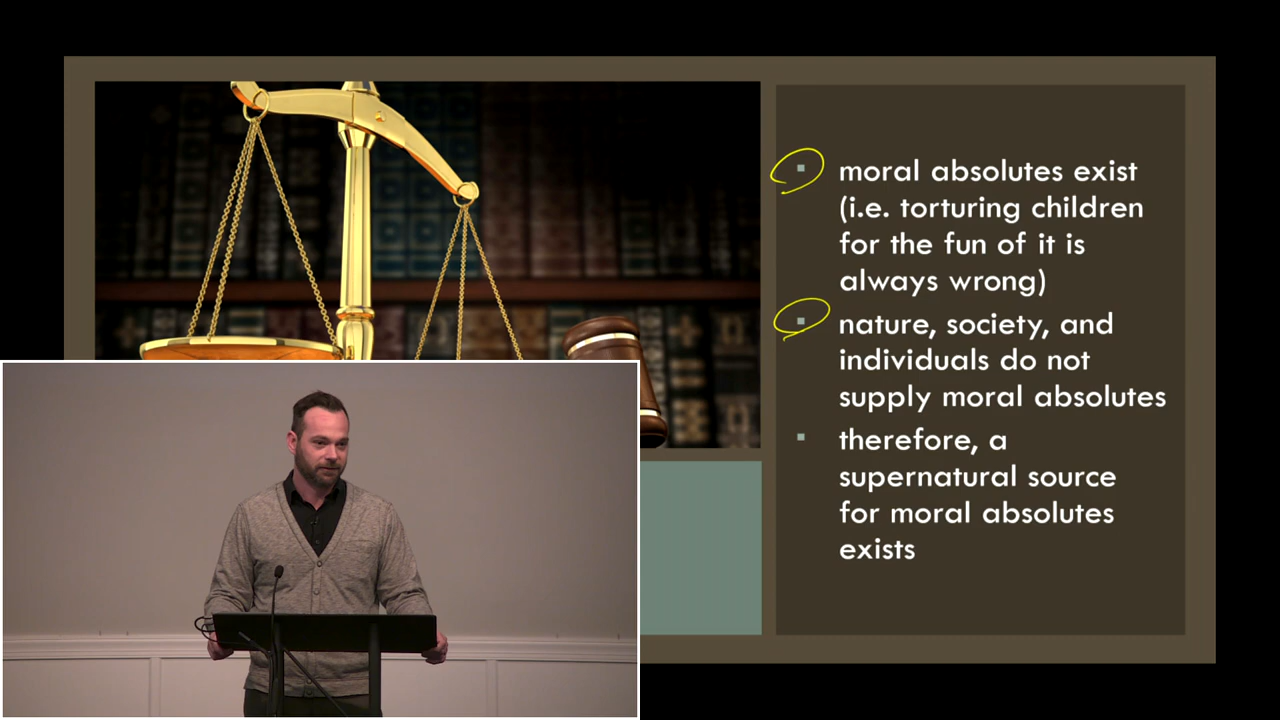 moral absolutes exist
(i.e. torturing children
for the fun of it is
always wrong)
nature, society, and
individuals do not
supply moral absolutes
therefore, a
supernatural source
for moral absolutes
exists